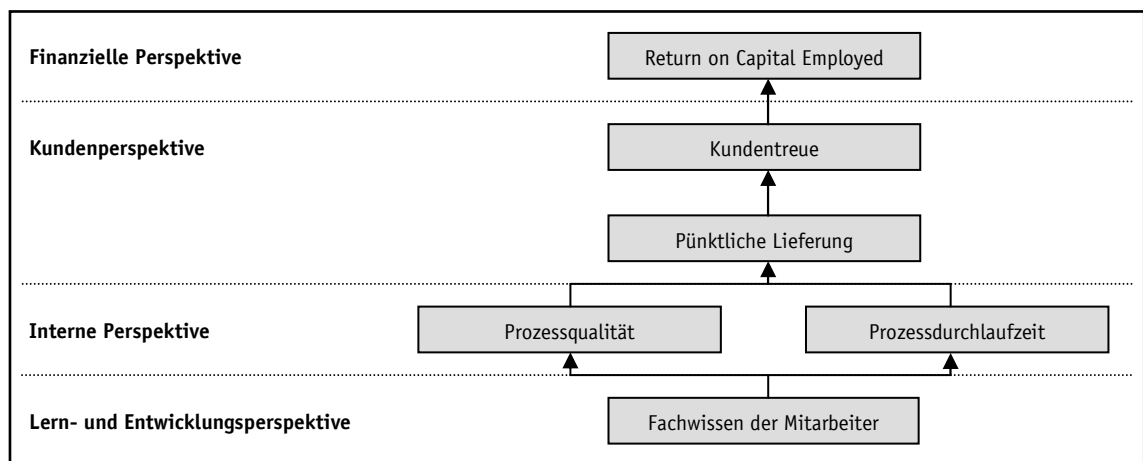 Finanzielle Perspektive
Return on Capital Employed
Kundenperspektive
Kundentreue
Pünktliche Lieferung
Interne Perspektive
Prozessqualität
Prozessdurchlaufzeit
Lern- und Entwicklungsperspektive
Fachwissen der Mitarbeiter